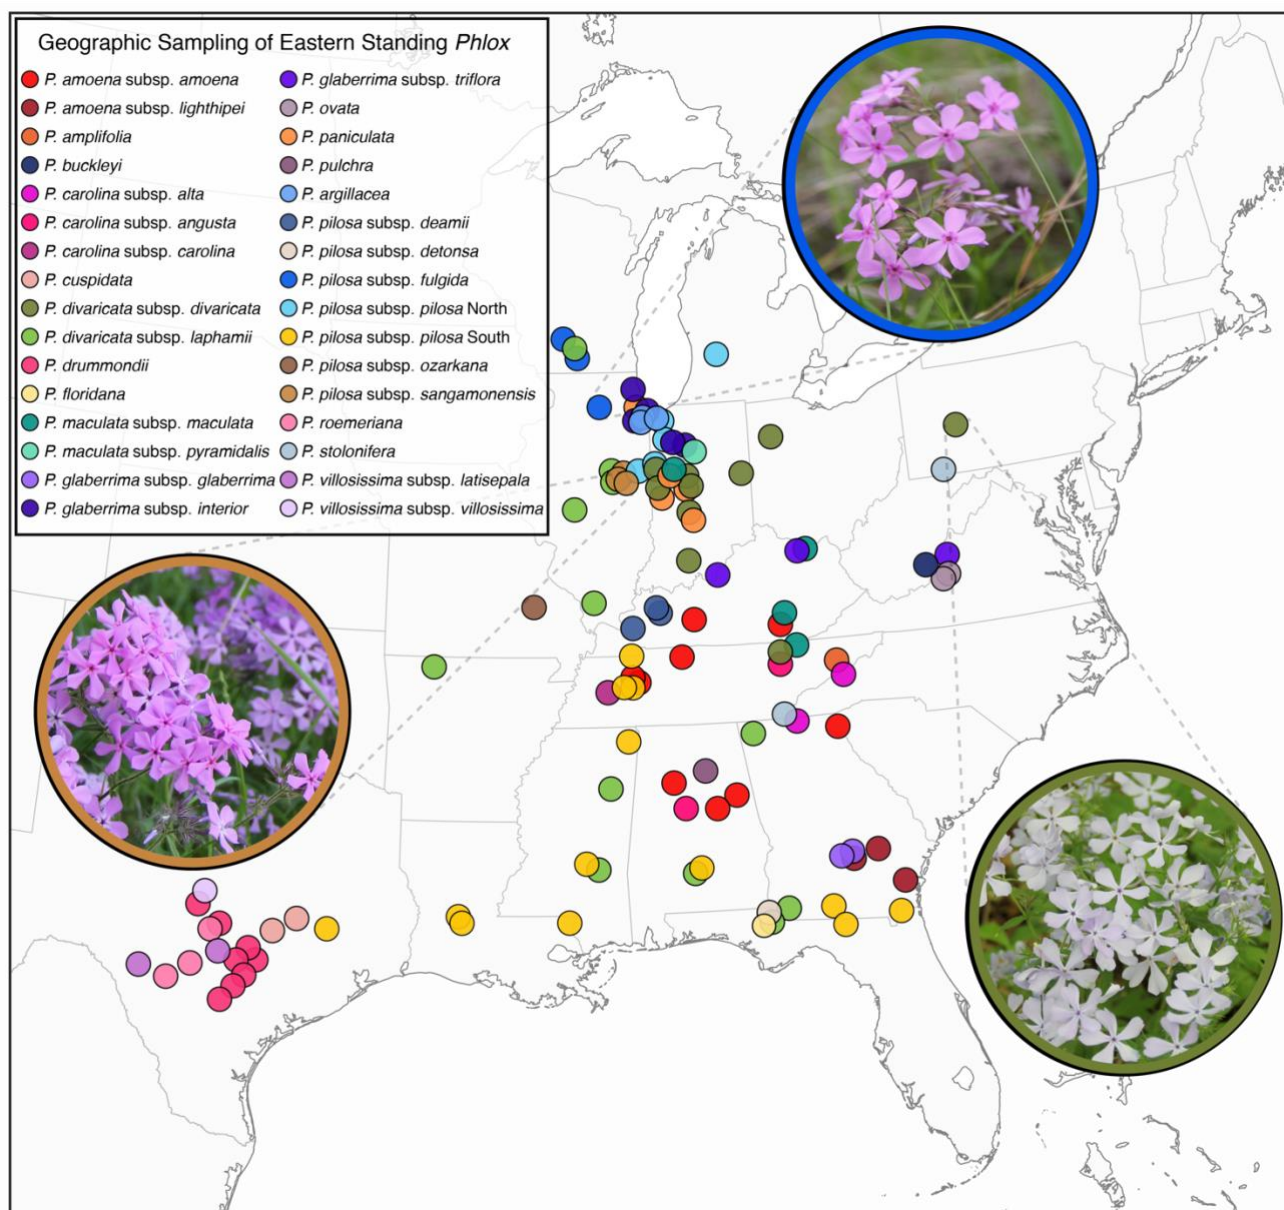 Geographic Sampling of Eastern Standing Phlox
P. amoena subsp. amoena
P. amoena subsp. lighthipei
P. amplifolia
P. buckleyi
P. carolina subsp. alta
P. carolina subsp. angusta
P. carolina subsp. carolina
P. cuspidata
P. divaricata subsp. divaricata
P. divaricata subsp. laphamii
P. drummondii
P. floridana
P. maculata subsp. maculata
P. maculata subsp. pyramidalis
P. glaberrima subsp. glaberrima
P. glaberrima subsp. interior
P. glaberrima subsp. triflora
P. ovata
P. paniculata
P. pulchra
P. argillacea
P. pilosa subsp. deamii
P. pilosa subsp. detonsa
P. pilosa subsp. fulgida
P. pilosa subsp. pilosa North
P. pilosa subsp. pilosa South
P. pilosa subsp. ozarkana
P. pilosa subsp. sangamonensis
P. roemeriana
P. stolonifera
P. villosissima subsp. latisepala
P. villosissima subsp. villosissima